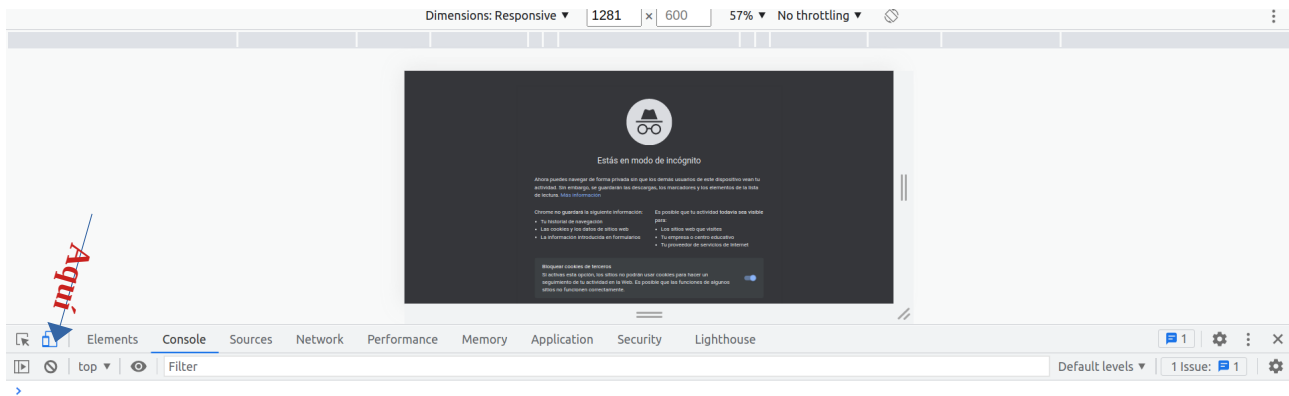 Dimensions: Responsive ▼ 1281 × 600 57% ▼ No throttling ▼
Estás en modo de incógnito
Ahora puedes navegar de forma privada sin que los demás usuarios de este dispositivo vean tu
actividad. Sin embargo, se guardarán las descargas, los marcadores y los elementos de la lista
de lectura. Más información
Chrome no guardará la siguiente información:
• Tu historial de navegación
• Las cookies y los datos de sitios web
• La información introducida en formularios
Es posible que tu actividad todavía sea visible
para:
• Los sitios web que visites
• Tu empresa o centro educativo
• Tu proveedor de servicios de Internet
Bloquear cookies de terceros
Si activas esta opción, los sitios no podrán usar cookies para hacer un
seguimiento de tu actividad en la Web. Es posible que las funciones de algunos
sitios no funcionen correctamente.
Aquí
Elements Console Sources Network Performance Memory Application Security Lighthouse 1
top ▼ Filter Default levels ▼ 1 Issue: 1
>